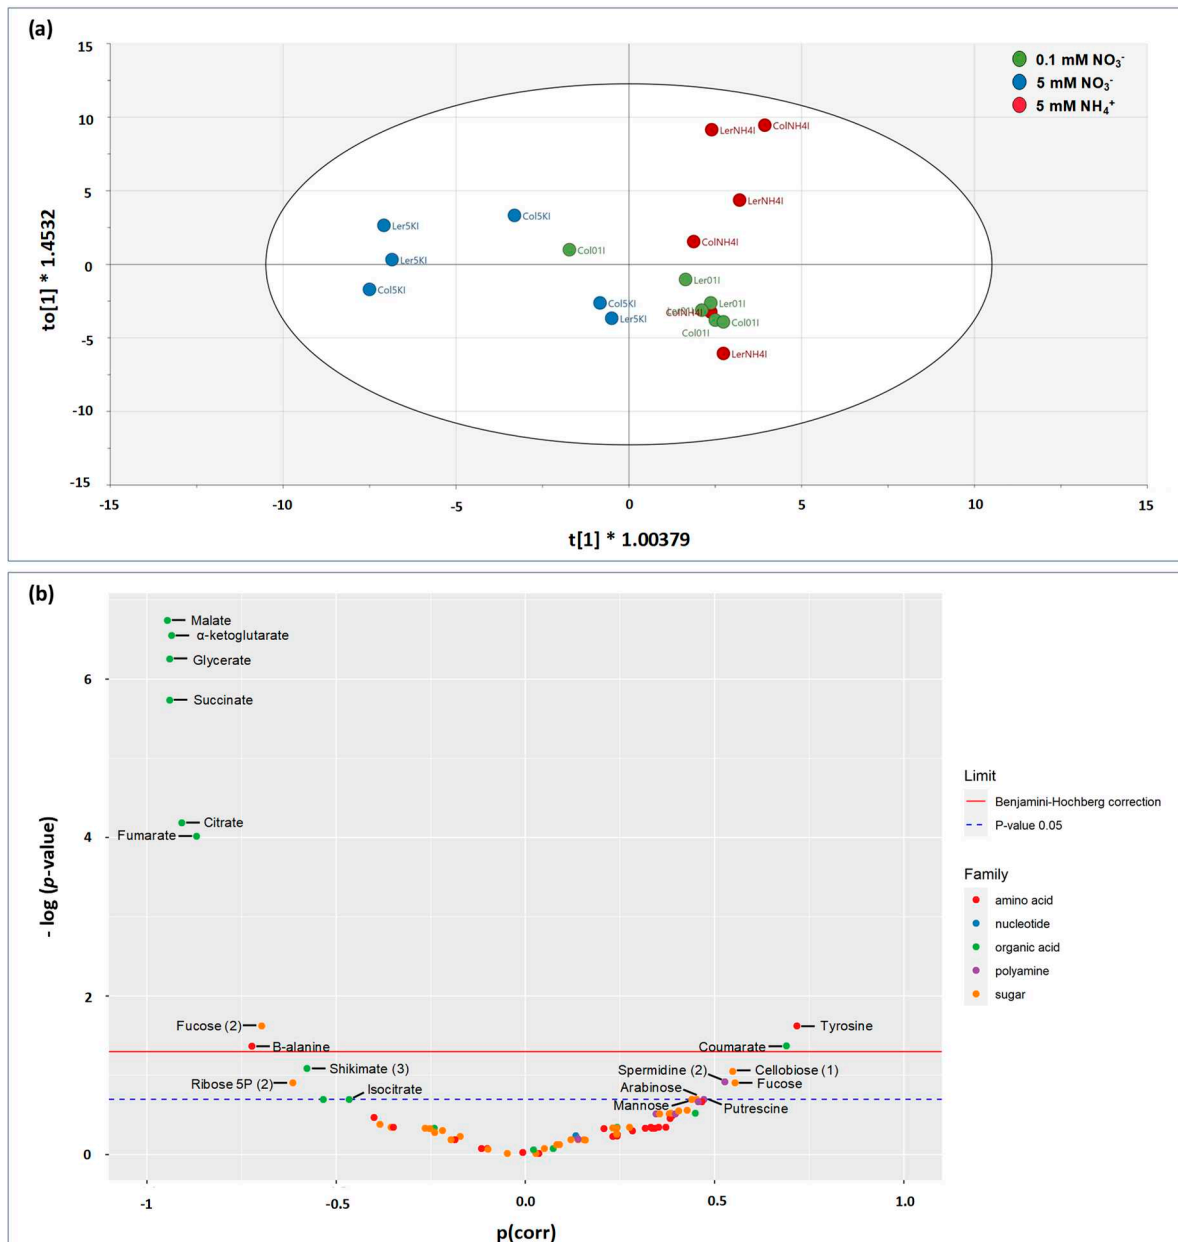 (a)
15
10
5
0
-5
-10
-15
to[1] * 1.4532
-15
-10
-5
0
5
10
15
t[1] * 1.00379
0.1 mM NO₃⁻
5 mM NO₃⁻
5 mM NH₄⁺
LerNH4I
ColNH4I
LerNH4I
Ler5KI
Col5KI
ColNH4I
Col01I
Ler5KI
Ler01I
Col5KI
Col5KI
Ler01I
Ler5KI
ColNH4I
Col01I
Col01I
LerNH4I
(b)
Malate
α-ketoglutarate
Glycerate
Succinate
Citrate
Fumarate
Fucose (2)
Tyrosine
B-alanine
Coumarate
Shikimate (3)
Spermidine (2)
Cellobiose (1)
Ribose 5P (2)
Isocitrate
Arabinose
Fucose
Mannose
Putrescine
6
4
2
0
- log (p-value)
-1
-0.5
0.0
0.5
1.0
p(corr)
Limit
Benjamini-Hochberg correction
P-value 0.05
Family
amino acid
nucleotide
organic acid
polyamine
sugar